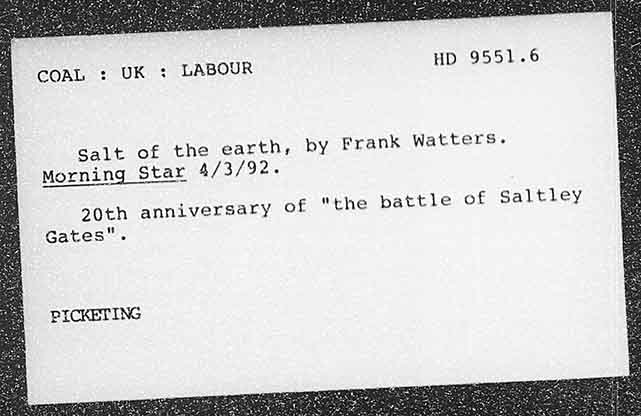 COAL : UK : LABOUR HD 9551.6
Salt of the earth, by Frank Watters.
Morning Star 4/3/92.
20th anniversary of "the battle of Saltley
Gates".
PICKETING